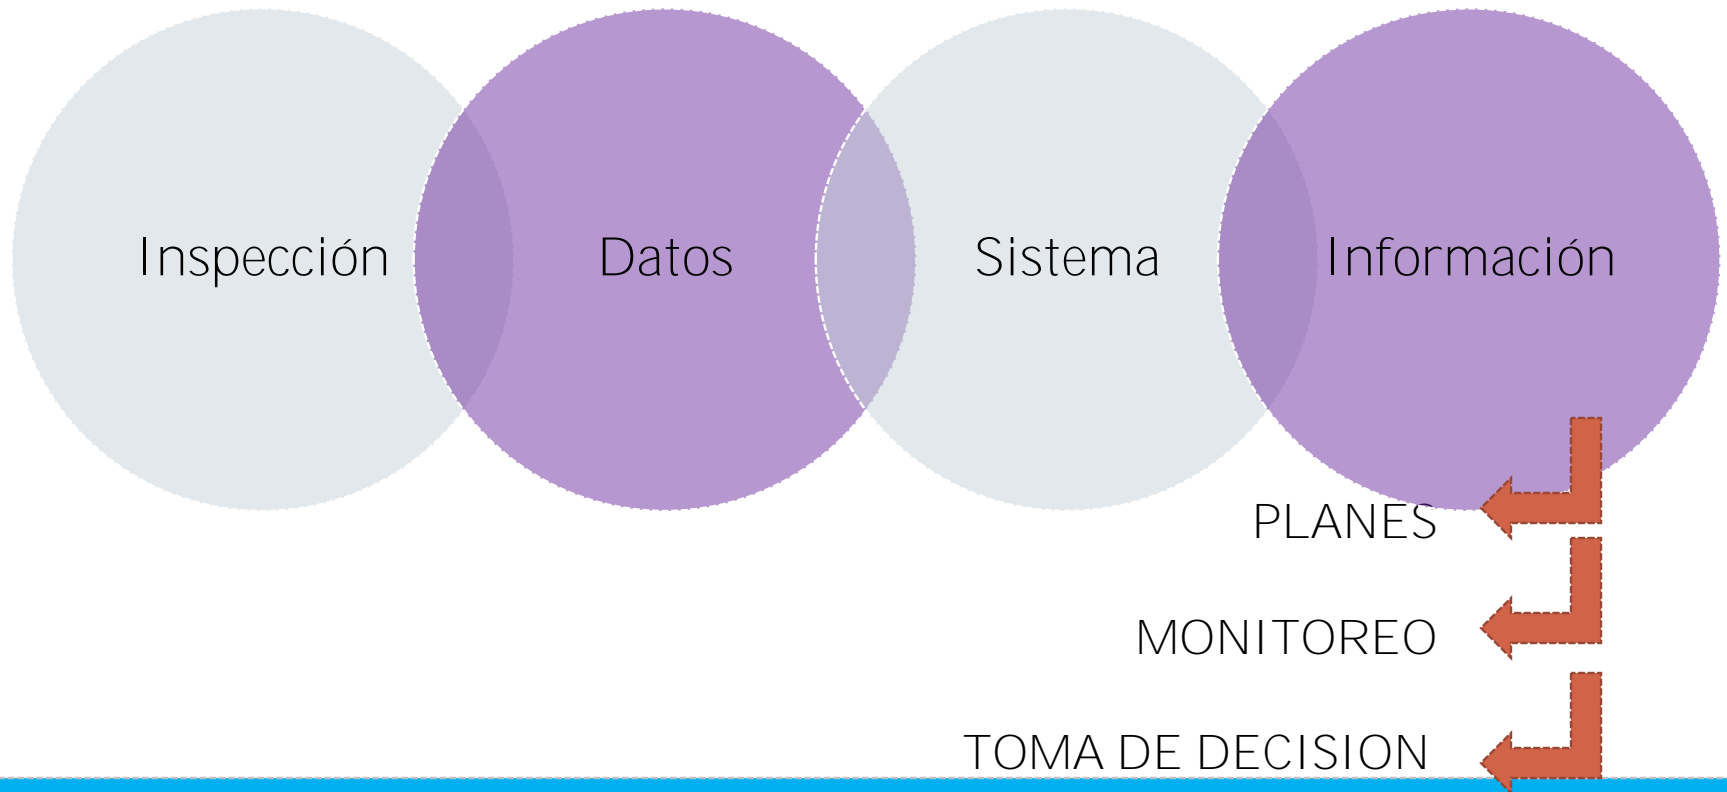 Inspección
Datos
Sistema
Información
PLANES
MONITOREO
TOMA DE DECISION